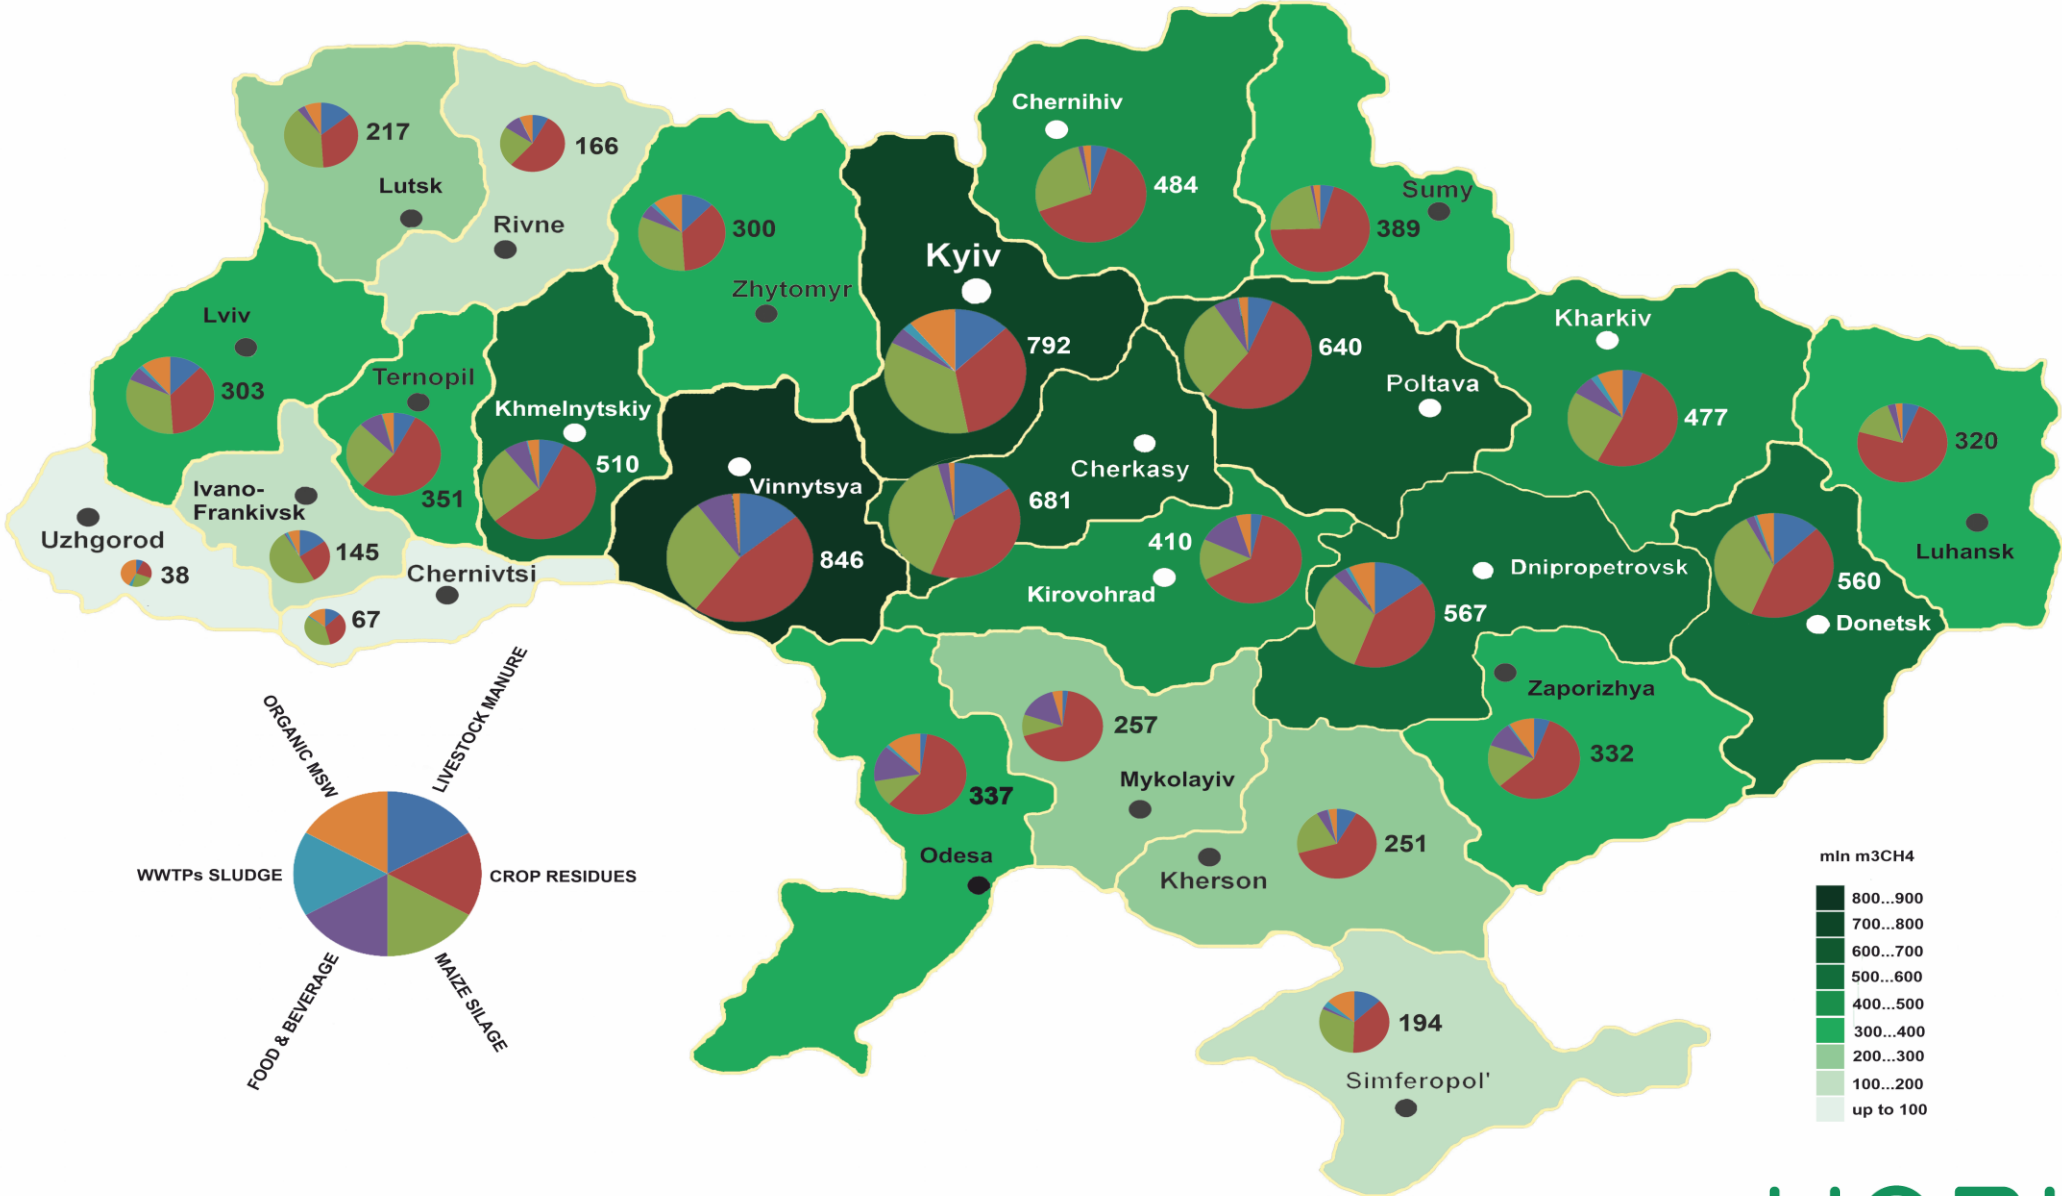 Chernihiv
484
Sumy
389
217
Lutsk
166
Rivne
300
Zhytomyr
Kyiv
792
Lviv
303
Ternopil
351
Khmelnytskiy
510
Vinnytsya
846
Cherkasy
681
640
Poltava
Kharkiv
477
320
Luhansk
Ivano-
Frankivsk
145
Uzhgorod
38
Chernivtsi
67
410
Kirovohrad
Dnipropetrovsk
567
560
Donetsk
Zaporizhya
332
257
Mykolayiv
337
Odesa
251
Kherson
194
Simferopol'
ORGANIC MSW
LIVESTOCK MANURE
WWTPs SLUDGE
CROP RESIDUES
FOOD & BEVERAGE
MAIZE SILAGE
mln m3CH4
800...900
700...800
600...700
500...600
400...500
300...400
200...300
100...200
up to 100